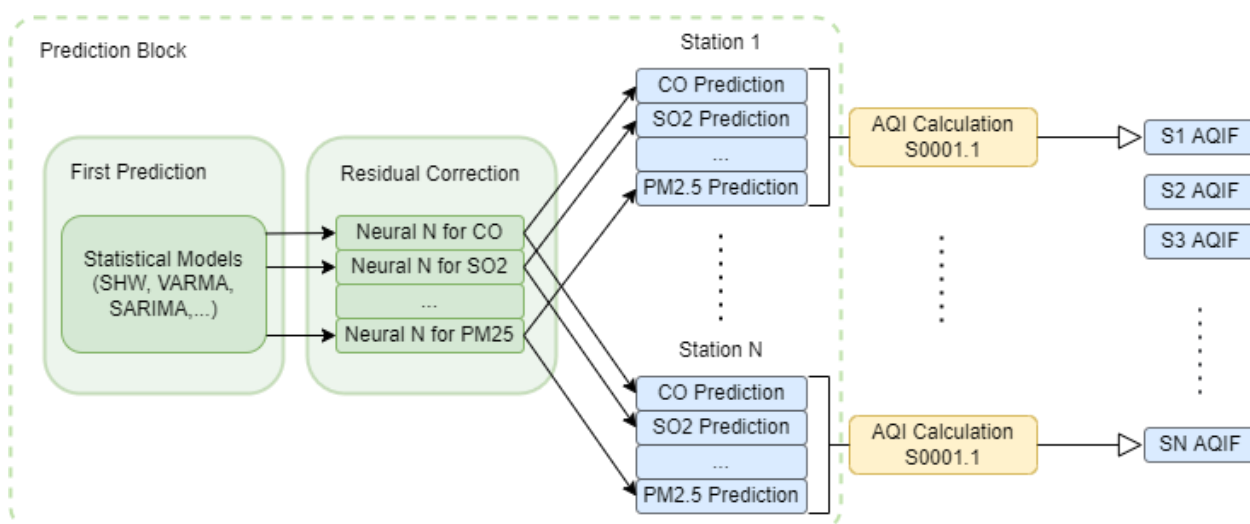 Prediction Block
First Prediction
Statistical Models
(SHW, VARMA,
SARIMA,...)
Residual Correction
Neural N for CO
Neural N for SO2
...
Neural N for PM25
Station 1
CO Prediction
SO2 Prediction
...
PM2.5 Prediction
Station N
CO Prediction
SO2 Prediction
...
PM2.5 Prediction
AQI Calculation
S0001.1
AQI Calculation
S0001.1
S1 AQIF
S2 AQIF
S3 AQIF
SN AQIF